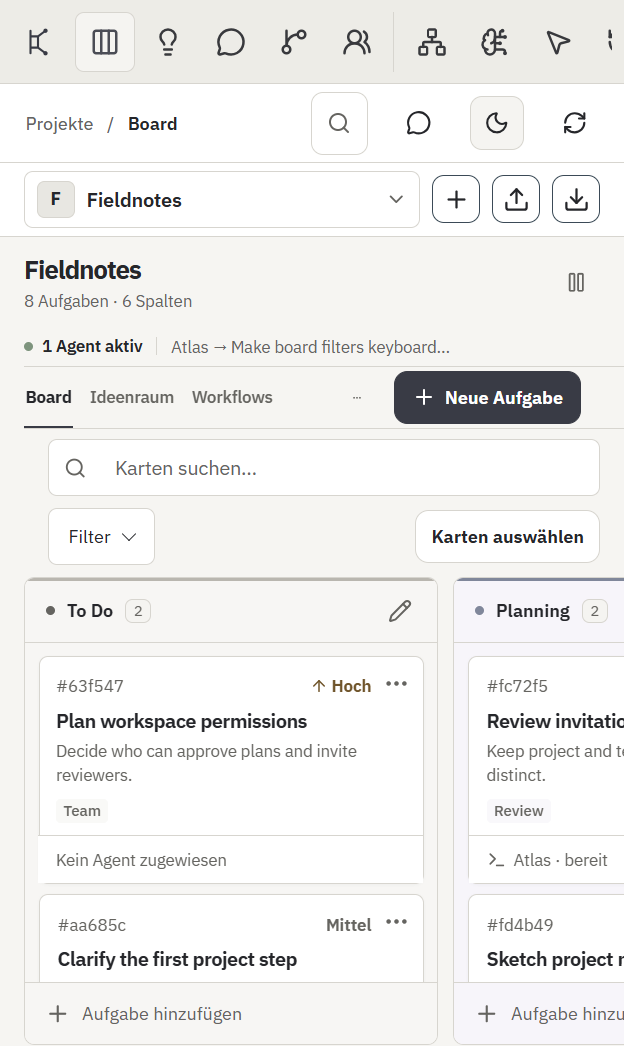 Projekte / Board
F Fieldnotes
Fieldnotes
8 Aufgaben · 6 Spalten
1 Agent aktiv
Atlas → Make board filters keyboard...
Board Ideenraum Workflows ... + Neue Aufgabe
Karten suchen...
Filter
Karten auswählen
To Do 2
#63f547 ↑ Hoch •••
Plan workspace permissions
Decide who can approve plans and invite
reviewers.
Team
Kein Agent zugewiesen
#aa685c Mittel •••
Clarify the first project step
+ Aufgabe hinzufügen
Planning 2
#fc72f5
Review
Keep project and
distinct.
Review
Atlas · bereit
#fd4b49
Sketch project
+ Aufgabe